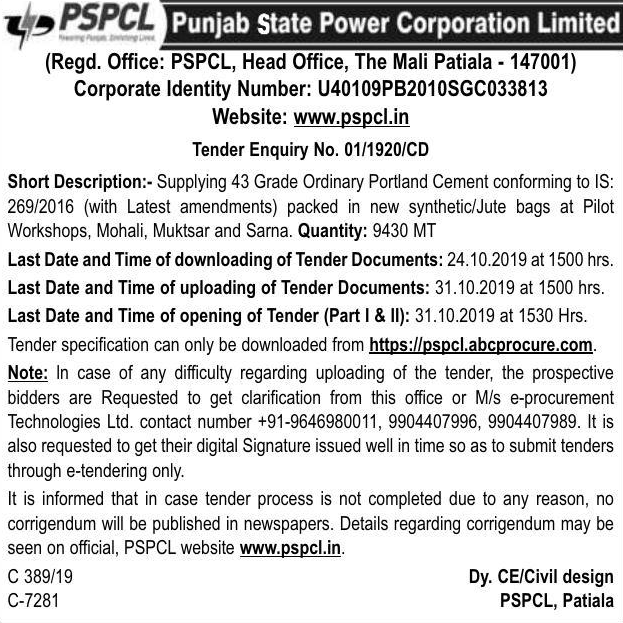 PSPCL Punjab State Power Corporation Limited
Powering Punjab, Enriching Lives.
(Regd. Office: PSPCL, Head Office, The Mali Patiala - 147001)
Corporate Identity Number: U40109PB2010SGC033813
Website: www.pspcl.in
Tender Enquiry No. 01/1920/CD
Short Description:- Supplying 43 Grade Ordinary Portland Cement conforming to IS:
269/2016 (with Latest amendments) packed in new synthetic/Jute bags at Pilot
Workshops, Mohali, Muktsar and Sarna. Quantity: 9430 MT
Last Date and Time of downloading of Tender Documents: 24.10.2019 at 1500 hrs.
Last Date and Time of uploading of Tender Documents: 31.10.2019 at 1500 hrs.
Last Date and Time of opening of Tender (Part I & II): 31.10.2019 at 1530 Hrs.
Tender specification can only be downloaded from https://pspcl.abcprocure.com.
Note: In case of any difficulty regarding uploading of the tender, the prospective
bidders are Requested to get clarification from this office or M/s e-procurement
Technologies Ltd. contact number +91-9646980011, 9904407996, 9904407989. It is
also requested to get their digital Signature issued well in time so as to submit tenders
through e-tendering only.
It is informed that in case tender process is not completed due to any reason, no
corrigendum will be published in newspapers. Details regarding corrigendum may be
seen on official, PSPCL website www.pspcl.in.
C 389/19 Dy. CE/Civil design
C-7281 PSPCL, Patiala